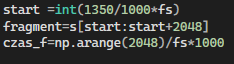 start =int(1350/1000*fs)
fragment=s[start:start+2048]
czas_f=np.arange(2048)/fs*1000